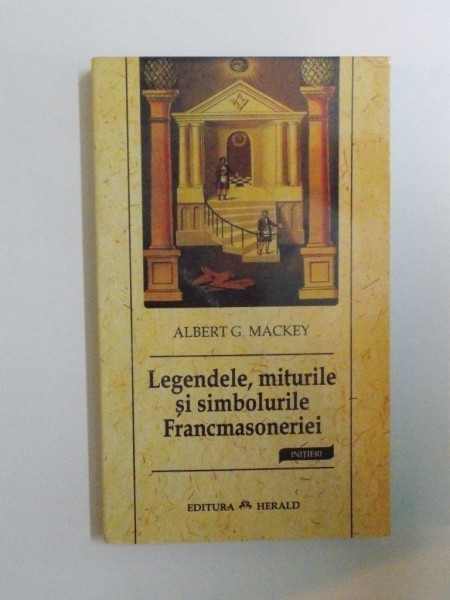 ALBERT G. MACKEY
Legendele, miturile
și simbolurile
Francmasoneriei
INIȚIERI
EDITURA HERALD